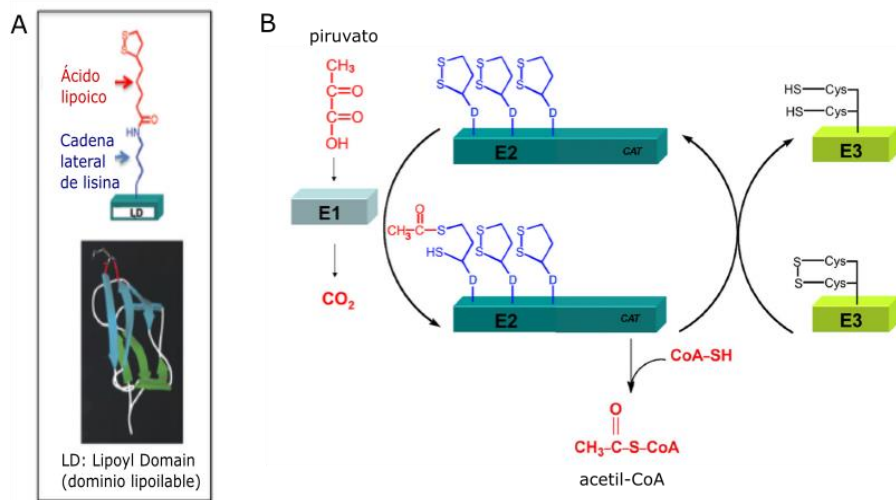 A
S
S
Ácido
lipoico
O
HN
Cadena
lateral
de lisina
LD
LD: Lipoyl Domain
(dominio lipoilable)
B
piruvato
CH₃
C=O
C=O
OH
E1
CO₂
S S S
S S S
D D D
E2 CAT
O
CH₃-C-S
HS
S S
S S
D D D
E2 CAT
CoA-SH
O
CH₃-C-S-CoA
acetil-CoA
HS Cys
HS Cys
E3
S Cys
S Cys
E3